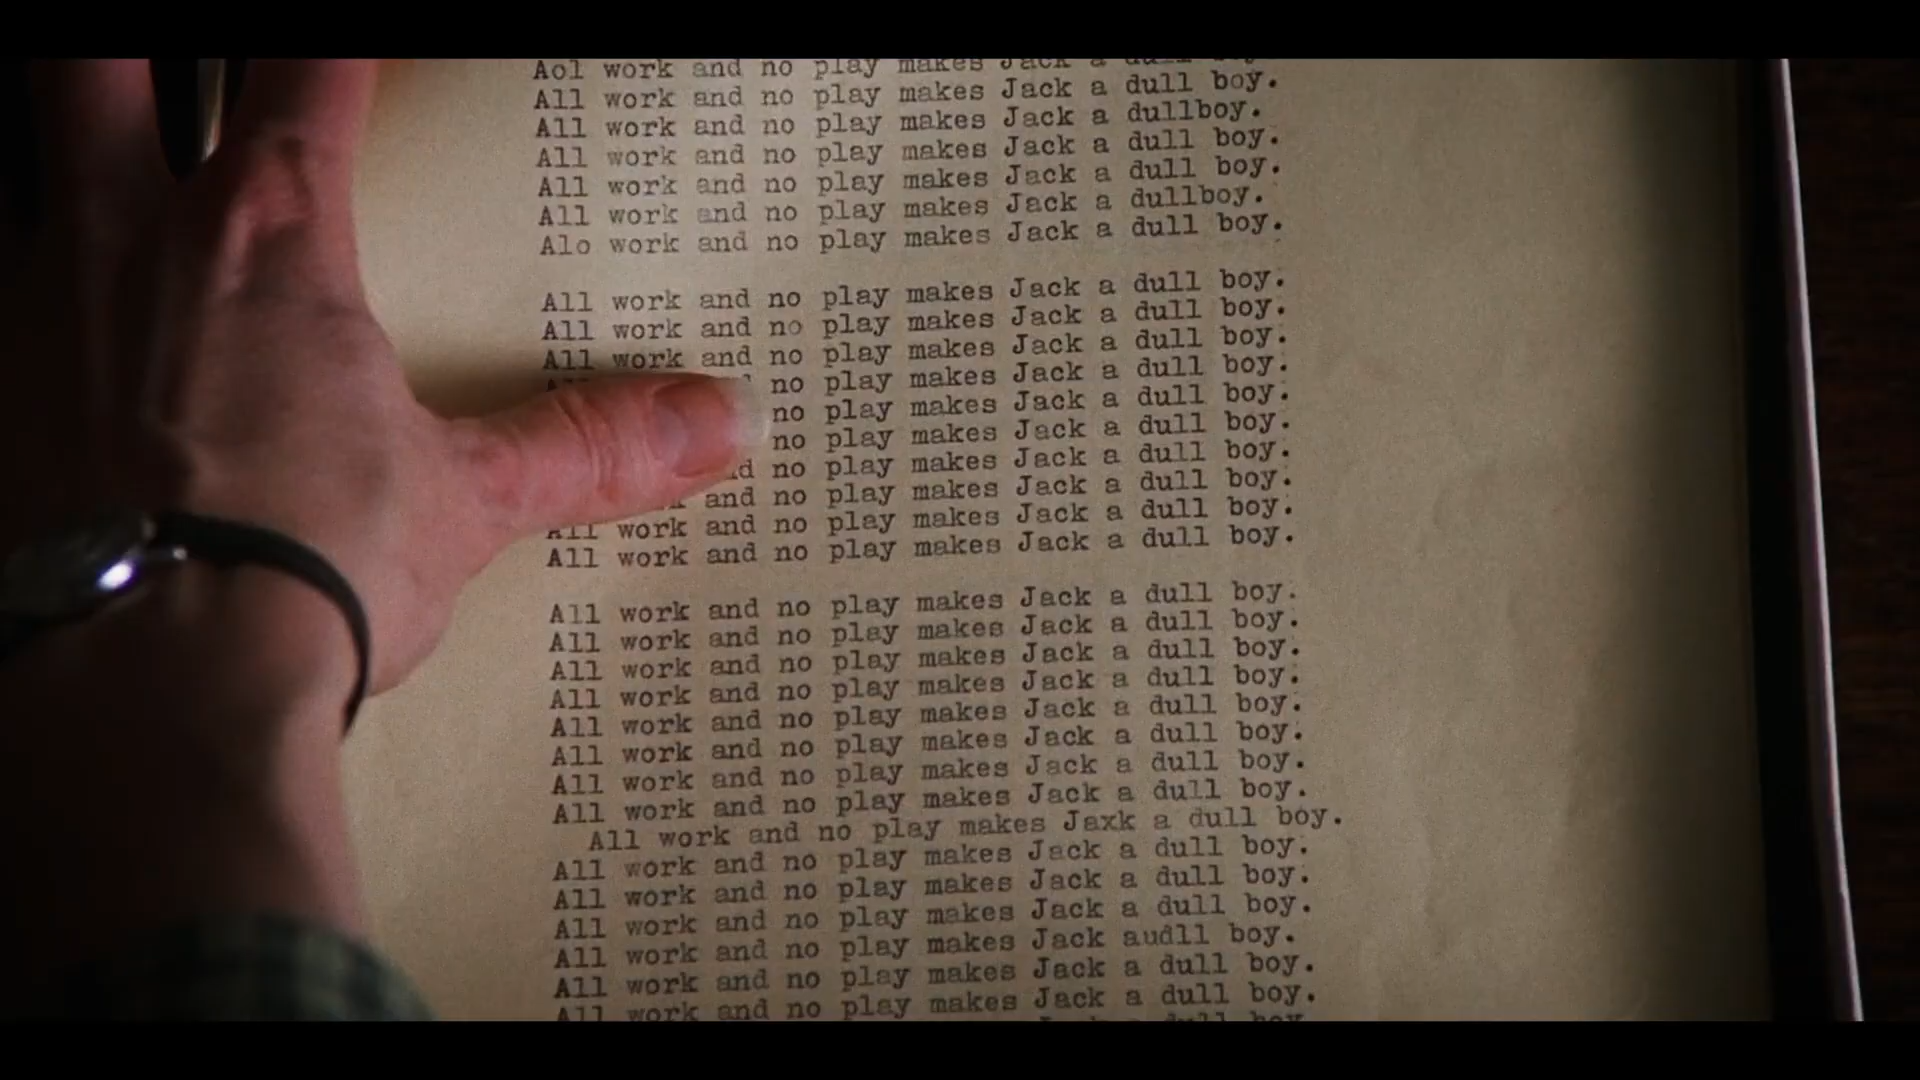 Aol work and no play makes Jack a
All work and no play makes Jack a dull boy.
All work and no play makes Jack a dullboy.
All work and no play makes Jack a dull boy.
All work and no play makes Jack a dull boy.
All work and no play makes Jack a dullboy.
Alo work and no play makes Jack a dull boy.
All work and no play makes Jack a dull boy.
All work and no play makes Jack a dull boy.
All work and no play makes Jack a dull boy.
no play makes Jack a dull boy.
no play makes Jack a dull boy.
no play makes Jack a dull boy.
no play makes Jack a dull boy.
and no play makes Jack a dull boy.
All work and no play makes Jack a dull boy.
All work and no play makes Jack a dull boy.
All work and no play makes Jack a dull boy.
All work and no play makes Jack a dull boy.
All work and no play makes Jack a dull boy.
All work and no play makes Jack a dull boy.
All work and no play makes Jack a dull boy.
All work and no play makes Jack a dull boy.
All work and no play makes Jack a dull boy.
All work and no play makes Jack a dull boy.
All work and no play makes Jaxk a dull boy.
All work and no play makes Jack a dull boy.
All work and no play makes Jack a dull boy.
All work and no play makes Jack a dull boy.
All work and no play makes Jack audll boy.
All work and no play makes Jack a dull boy.
All work and no play makes Jack a dull boy.